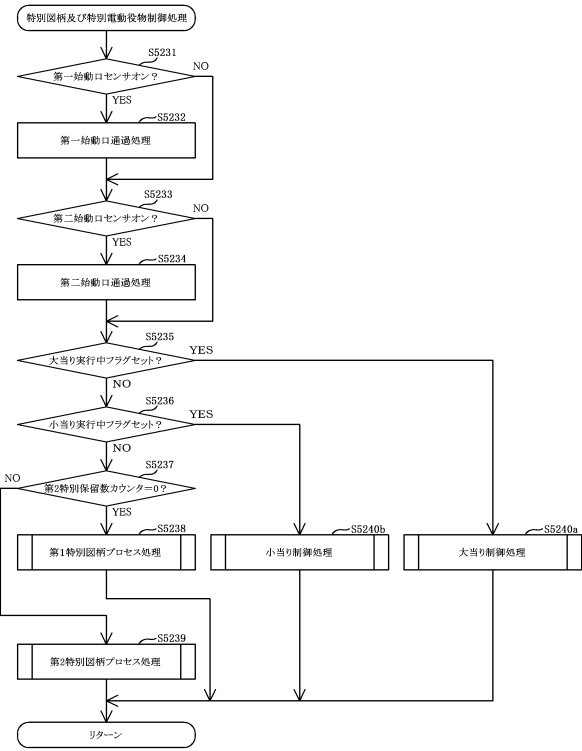 特別図柄及び特別電動役物制御処理
S5231
第一始動口センサオン？
NO
YES
S5232
第一始動口通過処理
S5233
第二始動口センサオン？
NO
YES
S5234
第二始動口通過処理
S5235
大当り実行中フラグセット？
YES
NO
S5236
小当り実行中フラグセット？
YES
NO
S5237
NO
第2特別保留数カウンタ=0？
YES
S5238
第1特別図柄プロセス処理
S5240b
小当り制御処理
S5240a
大当り制御処理
S5239
第2特別図柄プロセス処理
リターン